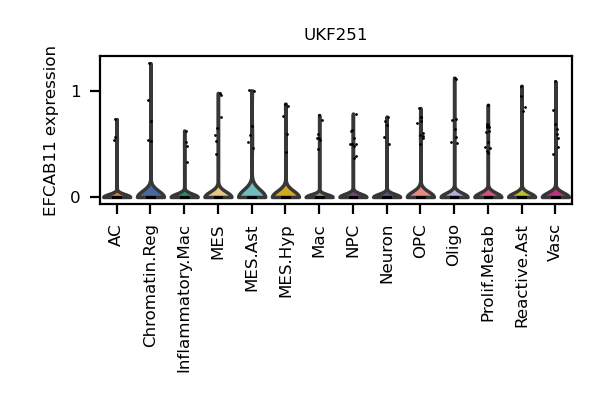 UKF251
EFCAB11 expression
1
0
AC
Chromatin.Reg
Inflammatory.Mac
MES
MES.Ast
MES.Hyp
Mac
NPC
Neuron
OPC
Oligo
Prolif.Metab
Reactive.Ast
Vasc